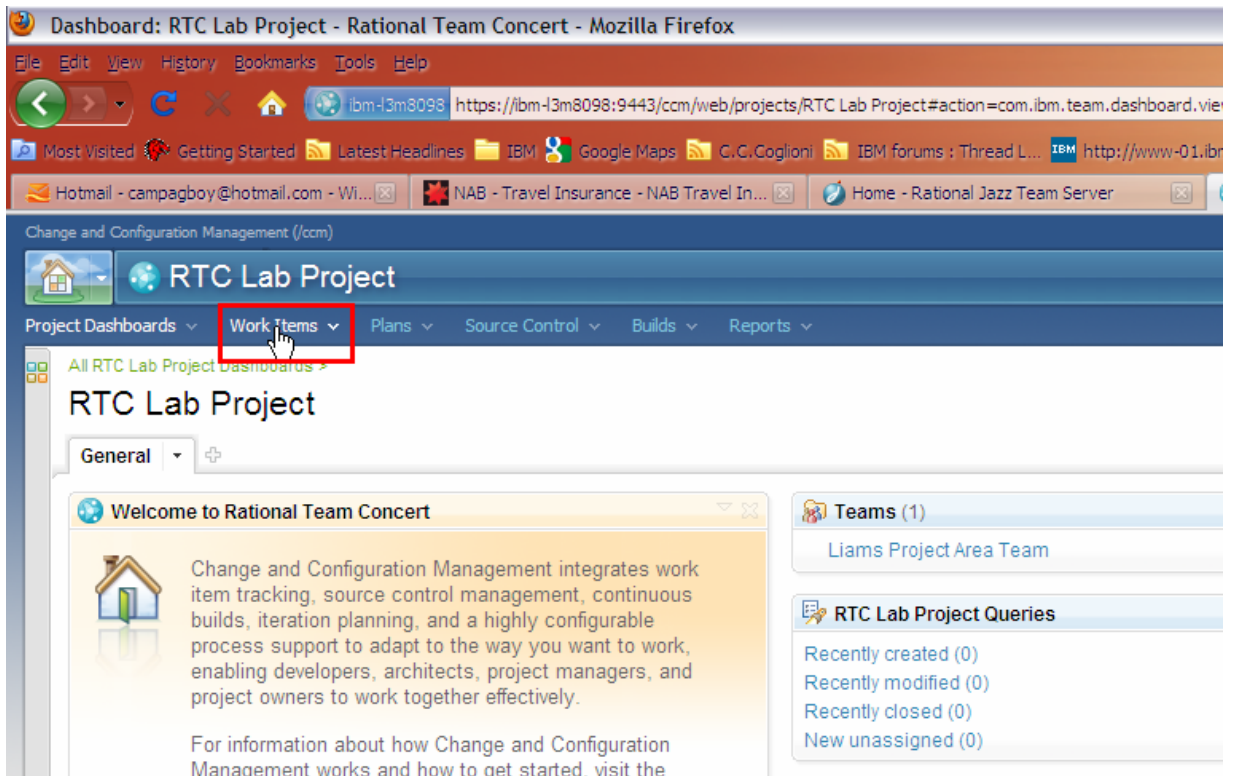 Dashboard: RTC Lab Project - Rational Team Concert - Mozilla Firefox
File Edit View History Bookmarks Tools Help
ibm-l3m8098 https://ibm-l3m8098:9443/ccm/web/projects/RTC Lab Project#action=com.ibm.team.dashboard.vie
Most Visited Getting Started Latest Headlines IBM Google Maps C.C.Coglioni IBM forums : Thread L... IBM http://www-01.ibr
Hotmail - campagboy@hotmail.com - Wi... NAB - Travel Insurance - NAB Travel In... Home - Rational Jazz Team Server
Change and Configuration Management (/ccm)
RTC Lab Project
Project Dashboards Work Items Plans Source Control Builds Reports
All RTC Lab Project Dashboards >
RTC Lab Project
General
Welcome to Rational Team Concert
Change and Configuration Management integrates work
item tracking, source control management, continuous
builds, iteration planning, and a highly configurable
process support to adapt to the way you want to work,
enabling developers, architects, project managers, and
project owners to work together effectively.
For information about how Change and Configuration
Management works and how to get started, visit the
Teams (1)
Liams Project Area Team
RTC Lab Project Queries
Recently created (0)
Recently modified (0)
Recently closed (0)
New unassigned (0)